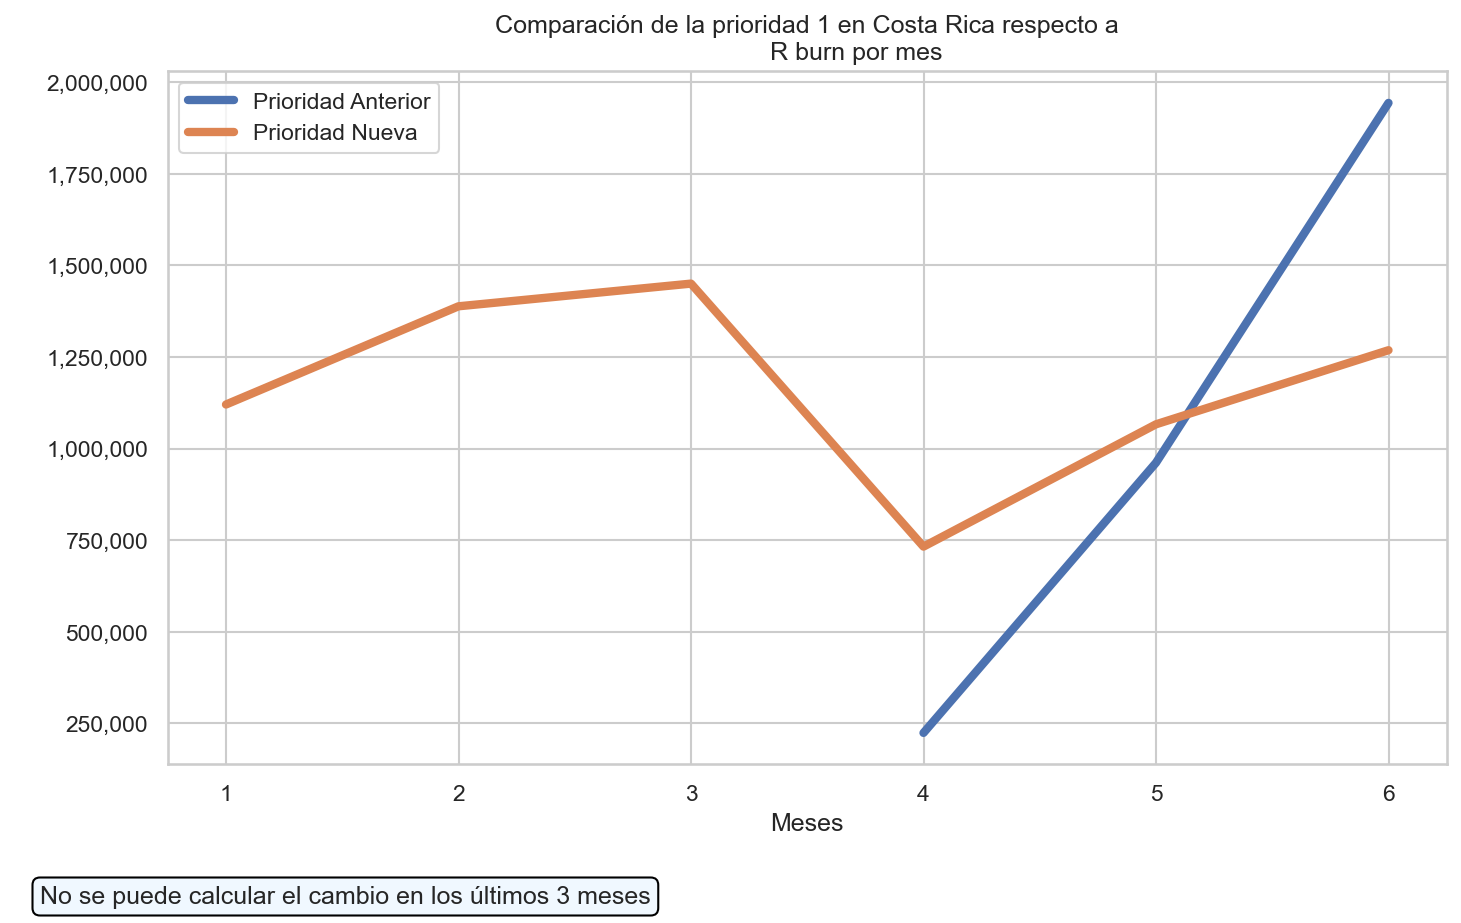 Comparación de la prioridad 1 en Costa Rica respecto a
R burn por mes
2,000,000
1,750,000
1,500,000
1,250,000
1,000,000
750,000
500,000
250,000
Prioridad Anterior
Prioridad Nueva
1 2 3 4 5 6
Meses
No se puede calcular el cambio en los últimos 3 meses